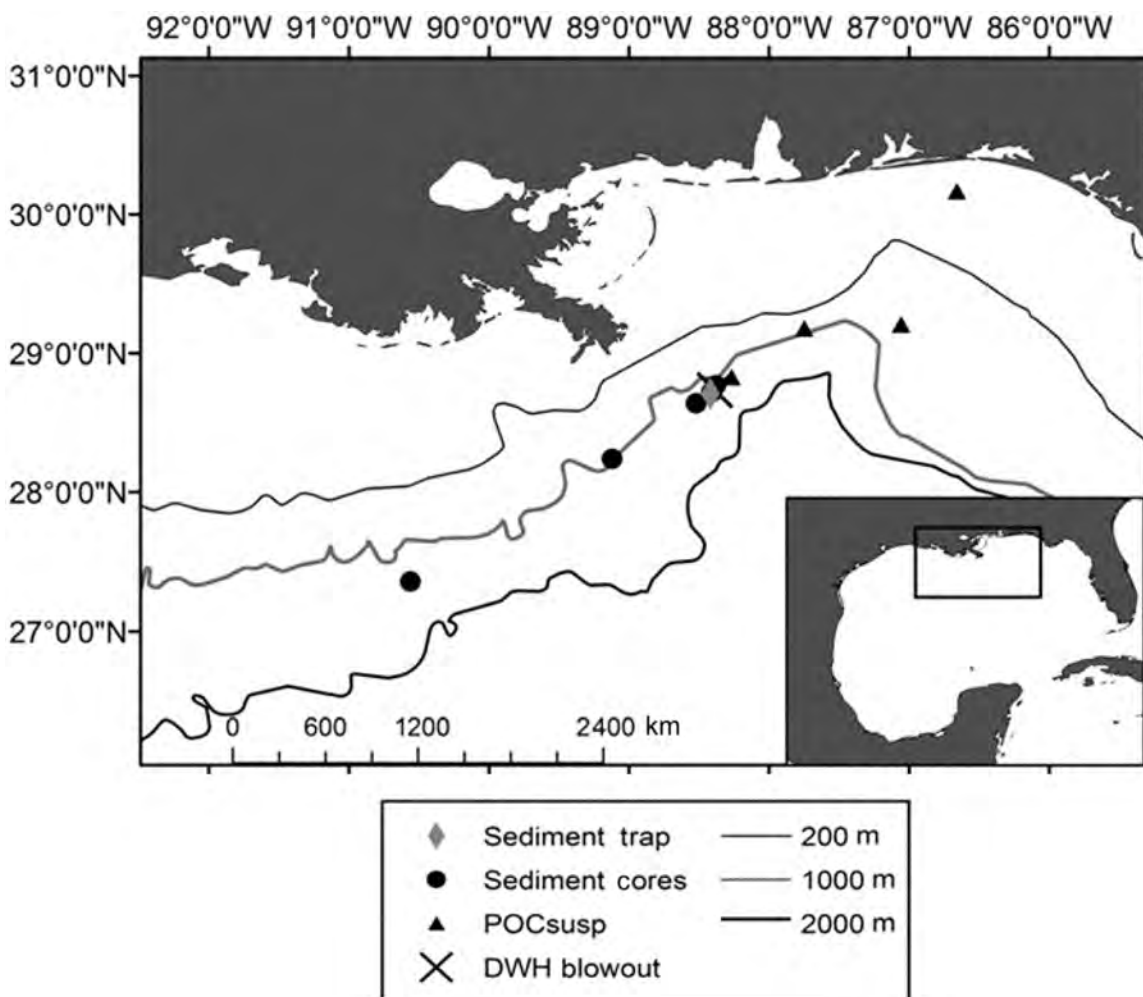 92°0'0"W 91°0'0"W 90°0'0"W 89°0'0"W 88°0'0"W 87°0'0"W 86°0'0"W
31°0'0"N
30°0'0"N
29°0'0"N
28°0'0"N
27°0'0"N
0 600 1200 2400 km
Sediment trap 200 m
Sediment cores 1000 m
POCsusp 2000 m
DWH blowout